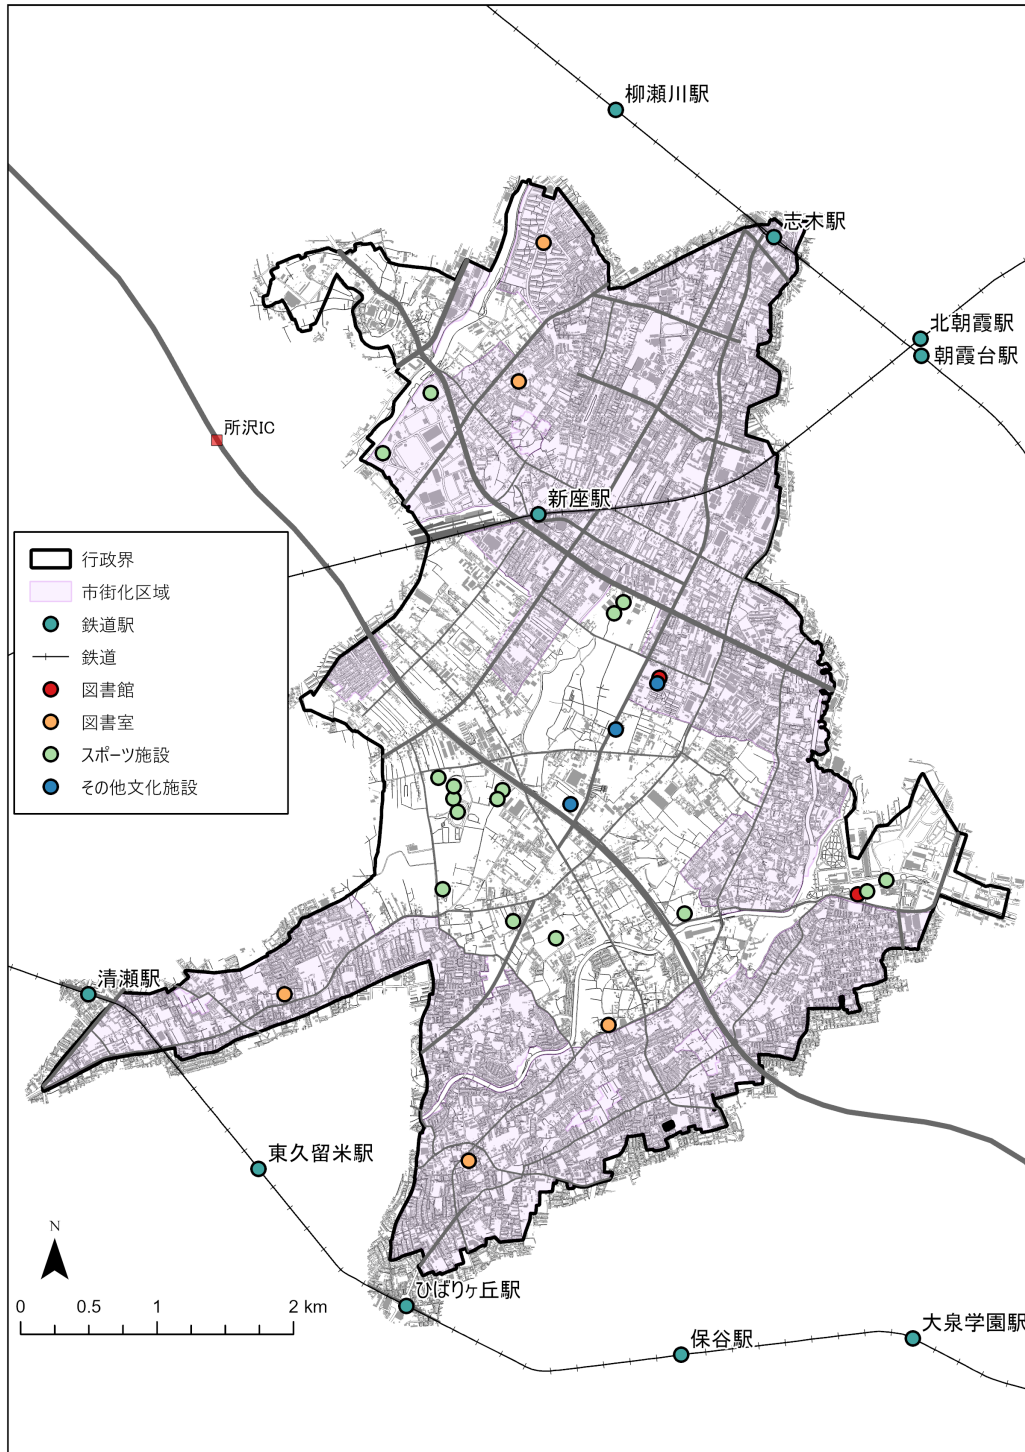 柳瀬川駅
志木駅
北朝霞駅
朝霞台駅
所沢IC
新座駅
行政界
市街化区域
鉄道駅
鉄道
図書館
図書室
スポーツ施設
その他文化施設
清瀬駅
東久留米駅
N
ひばりヶ丘駅
0 0.5 1 2 km
保谷駅
大泉学園駅